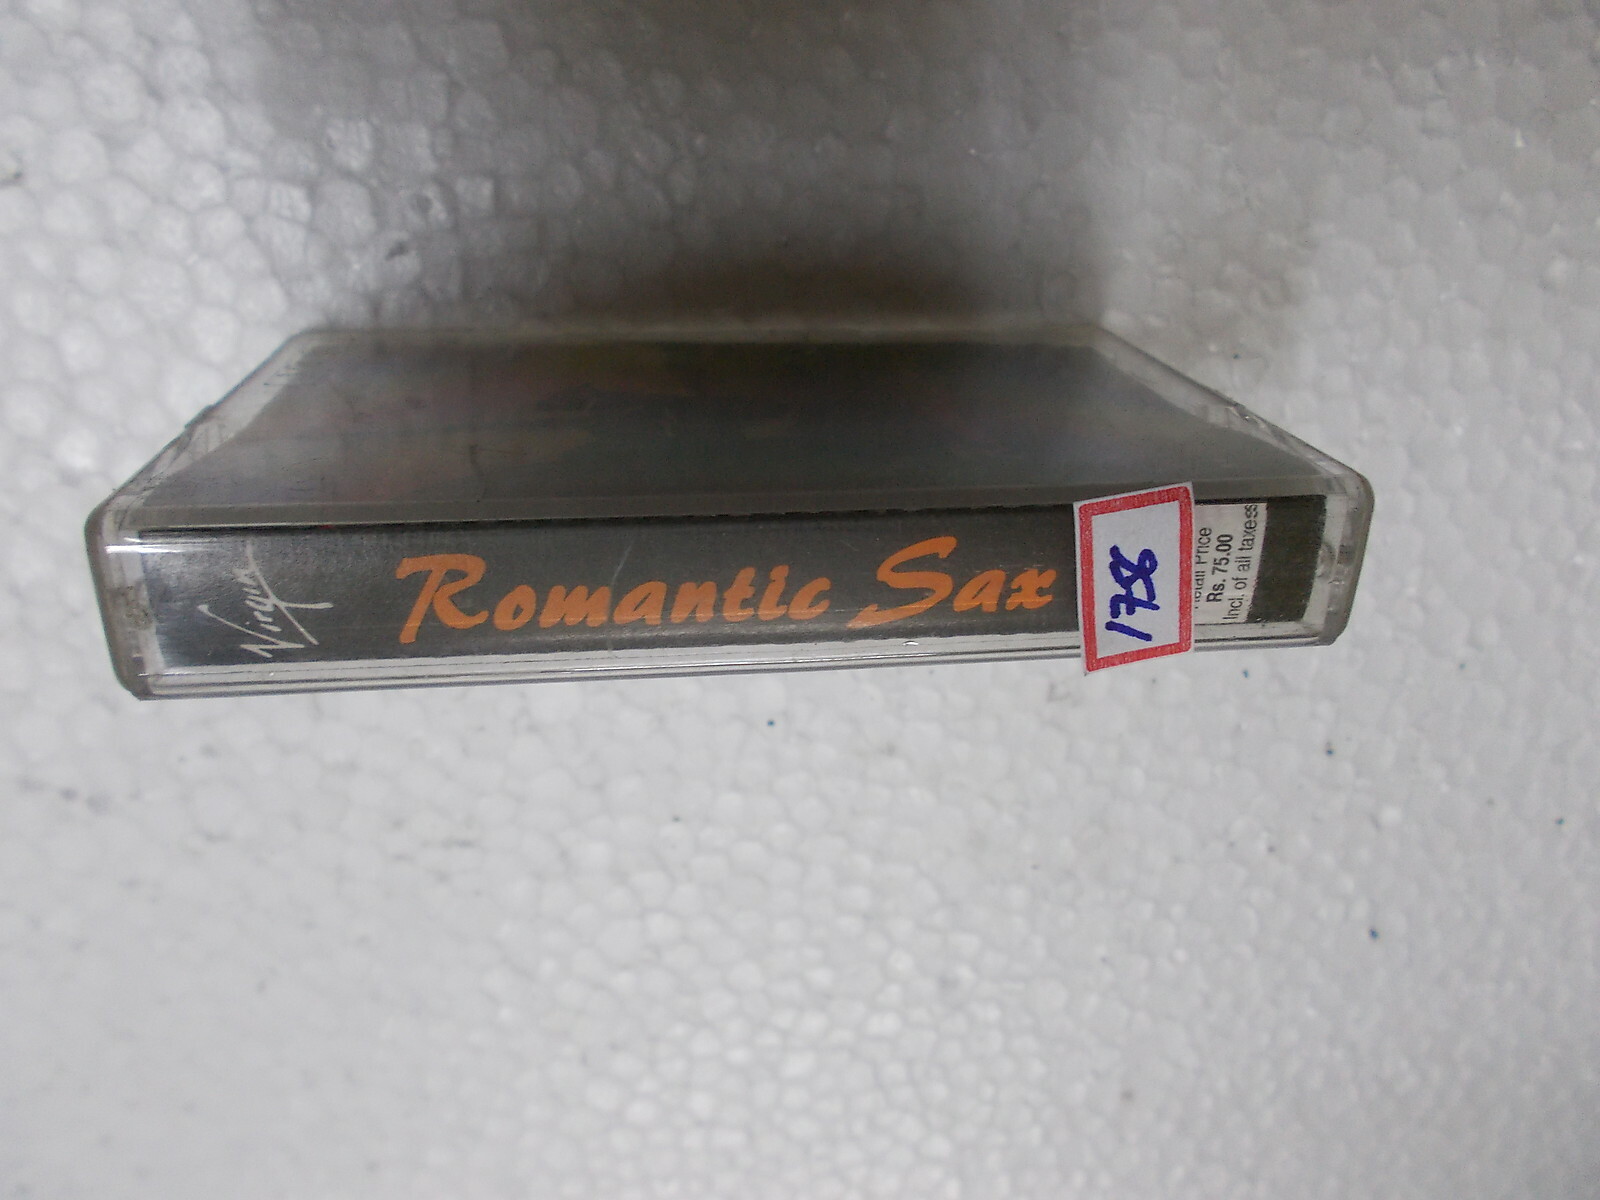 Virgin
Romantic Sax
1758
Retail Price
Rs. 75.00
Incl. of all taxes